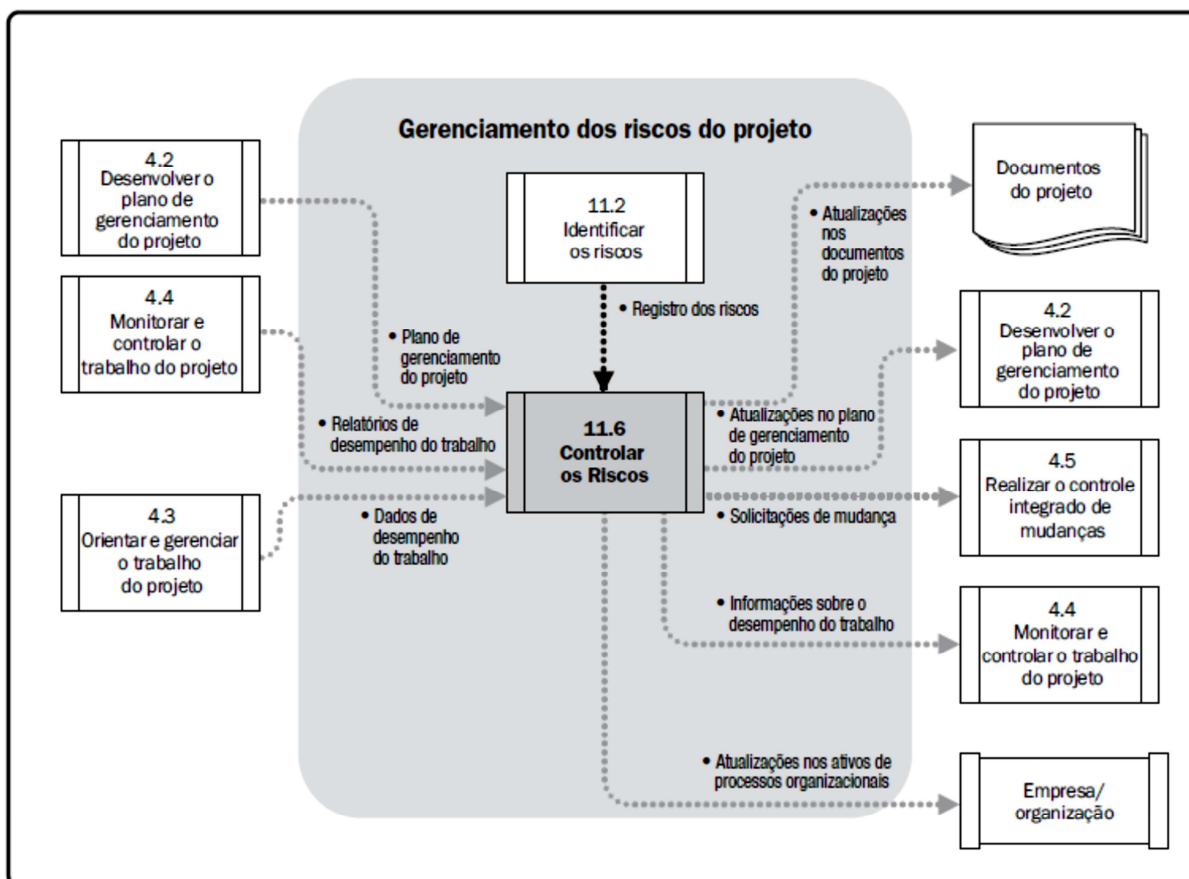 Gerenciamento dos riscos do projeto
4.2
Desenvolver o
plano de
gerenciamento
do projeto
4.4
Monitorar e
controlar o
trabalho do projeto
4.3
Orientar e gerenciar
o trabalho
do projeto
11.2
Identificar
os riscos
• Registro dos riscos
• Plano de
gerenciamento
do projeto
• Relatórios de
desempenho do trabalho
• Dados de
desempenho
do trabalho
11.6
Controlar
os Riscos
• Atualizações
nos
documentos
do projeto
• Atualizações no plano
de gerenciamento
do projeto
• Solicitações de mudança
• Informações sobre o
desempenho do trabalho
• Atualizações nos ativos de
processos organizacionais
Documentos
do projeto
4.2
Desenvolver o
plano de
gerenciamento
do projeto
4.5
Realizar o controle
integrado de
mudanças
4.4
Monitorar e
controlar o trabalho
do projeto
Empresa/
organização